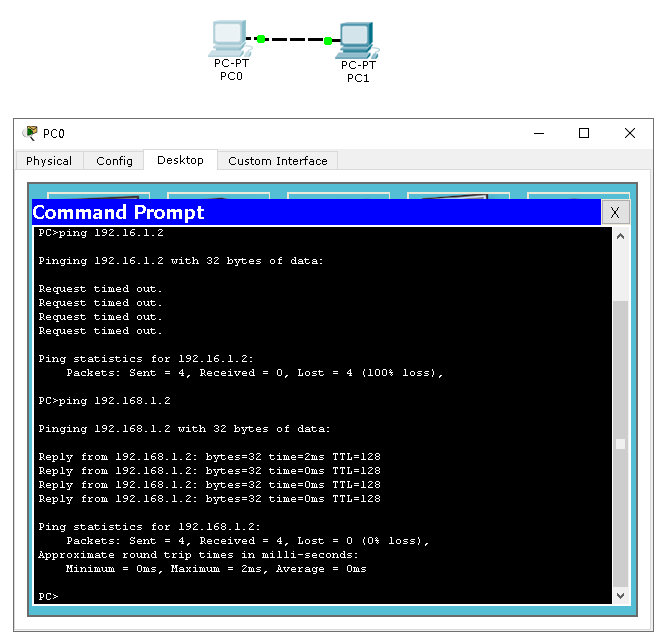 PC-PT
PC0
PC-PT
PC1
PC0
Physical Config Desktop Custom Interface
Command Prompt X
PC>ping 192.16.1.2
Pinging 192.16.1.2 with 32 bytes of data:
Request timed out.
Request timed out.
Request timed out.
Request timed out.
Ping statistics for 192.16.1.2:
Packets: Sent = 4, Received = 0, Lost = 4 (100% loss),
PC>ping 192.168.1.2
Pinging 192.168.1.2 with 32 bytes of data:
Reply from 192.168.1.2: bytes=32 time=2ms TTL=128
Reply from 192.168.1.2: bytes=32 time=0ms TTL=128
Reply from 192.168.1.2: bytes=32 time=0ms TTL=128
Reply from 192.168.1.2: bytes=32 time=0ms TTL=128
Ping statistics for 192.168.1.2:
Packets: Sent = 4, Received = 4, Lost = 0 (0% loss),
Approximate round trip times in milli-seconds:
Minimum = 0ms, Maximum = 2ms, Average = 0ms
PC>